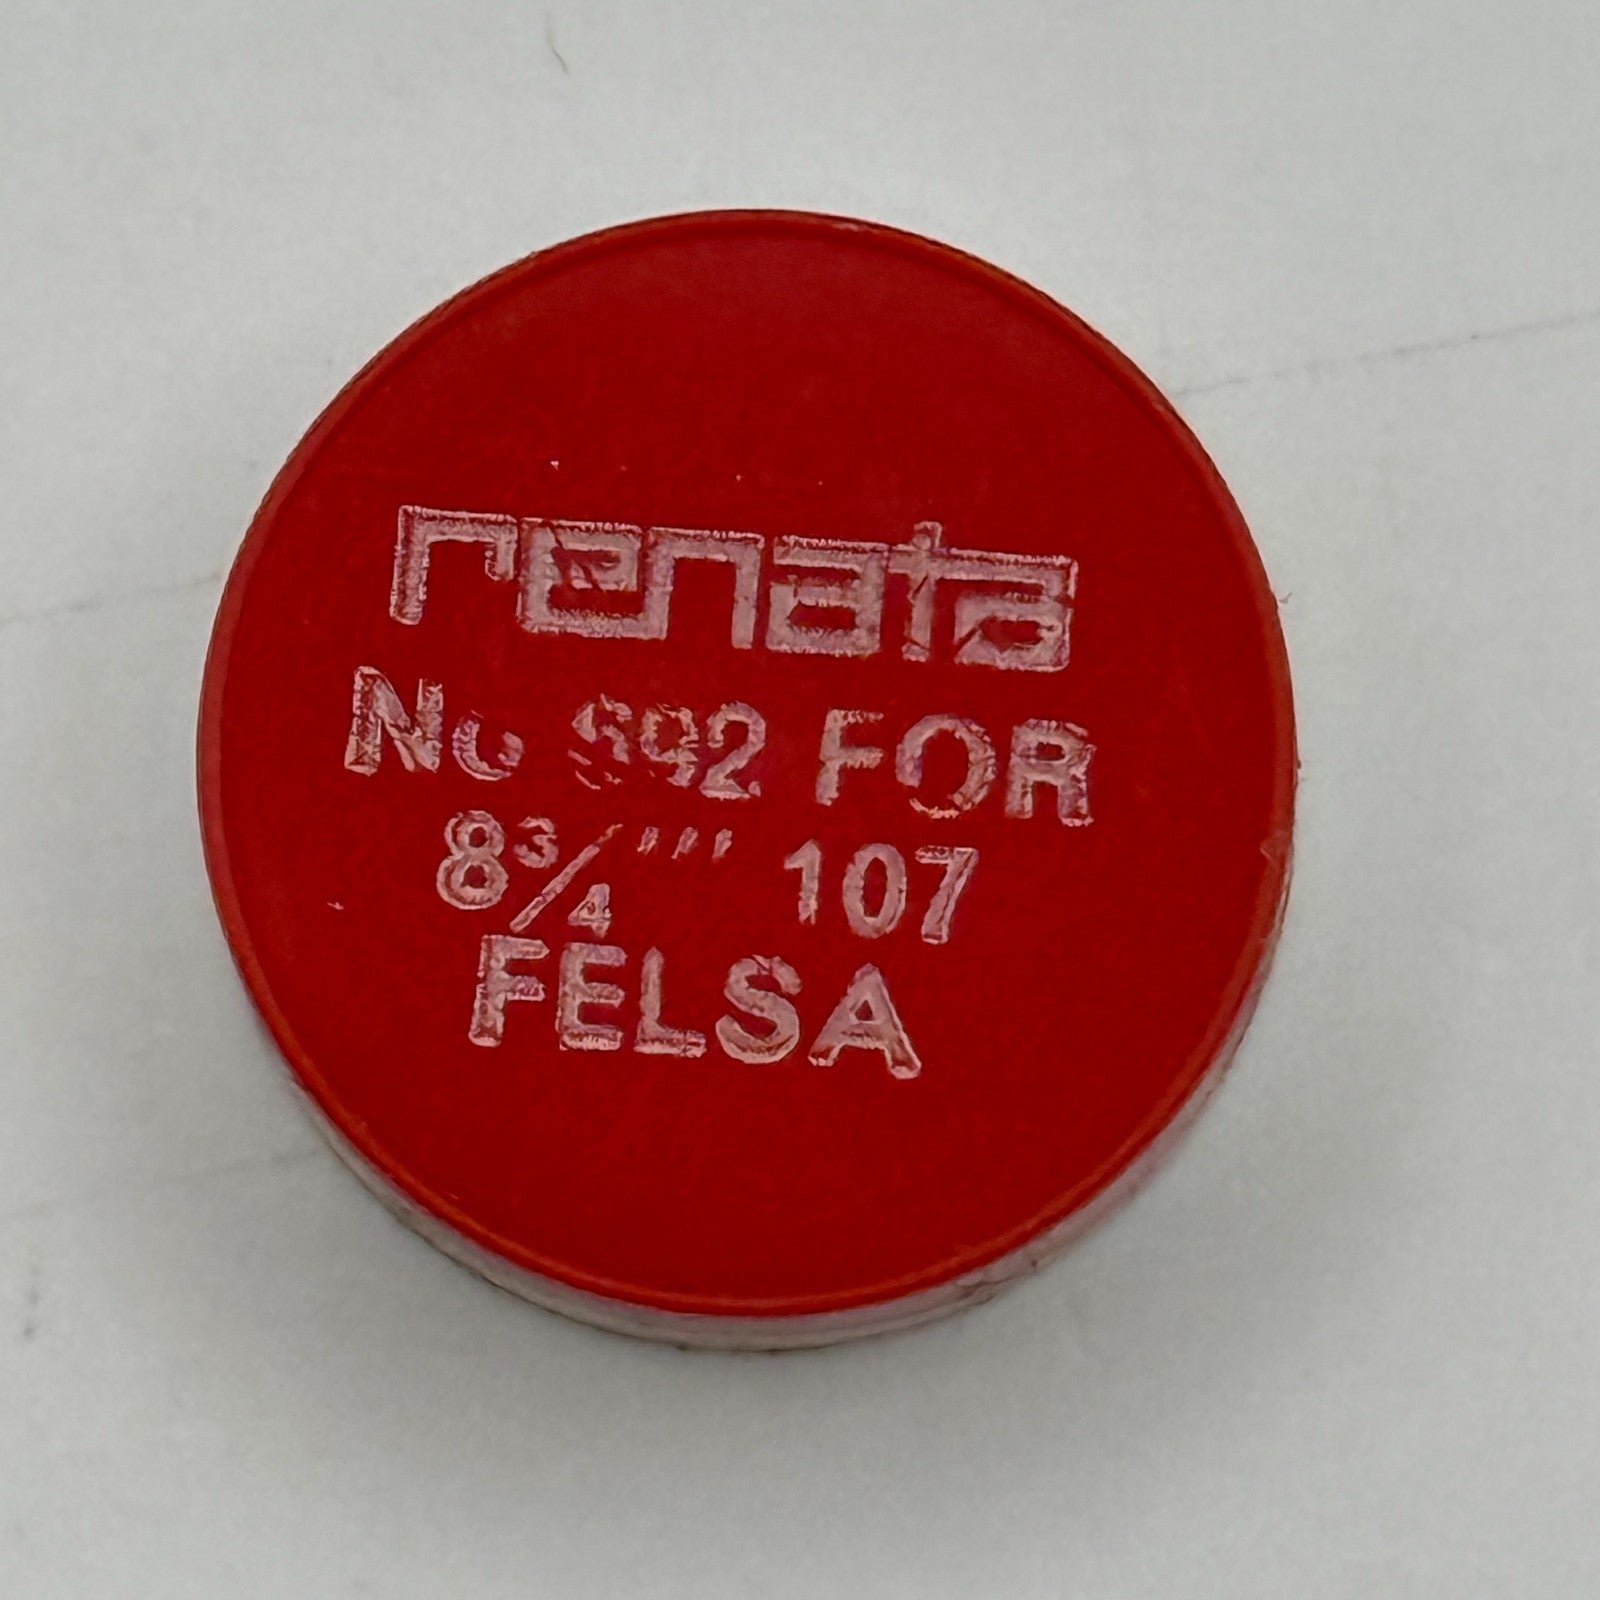 renata
No 892 FOR
8¾‴ 107
FELSA